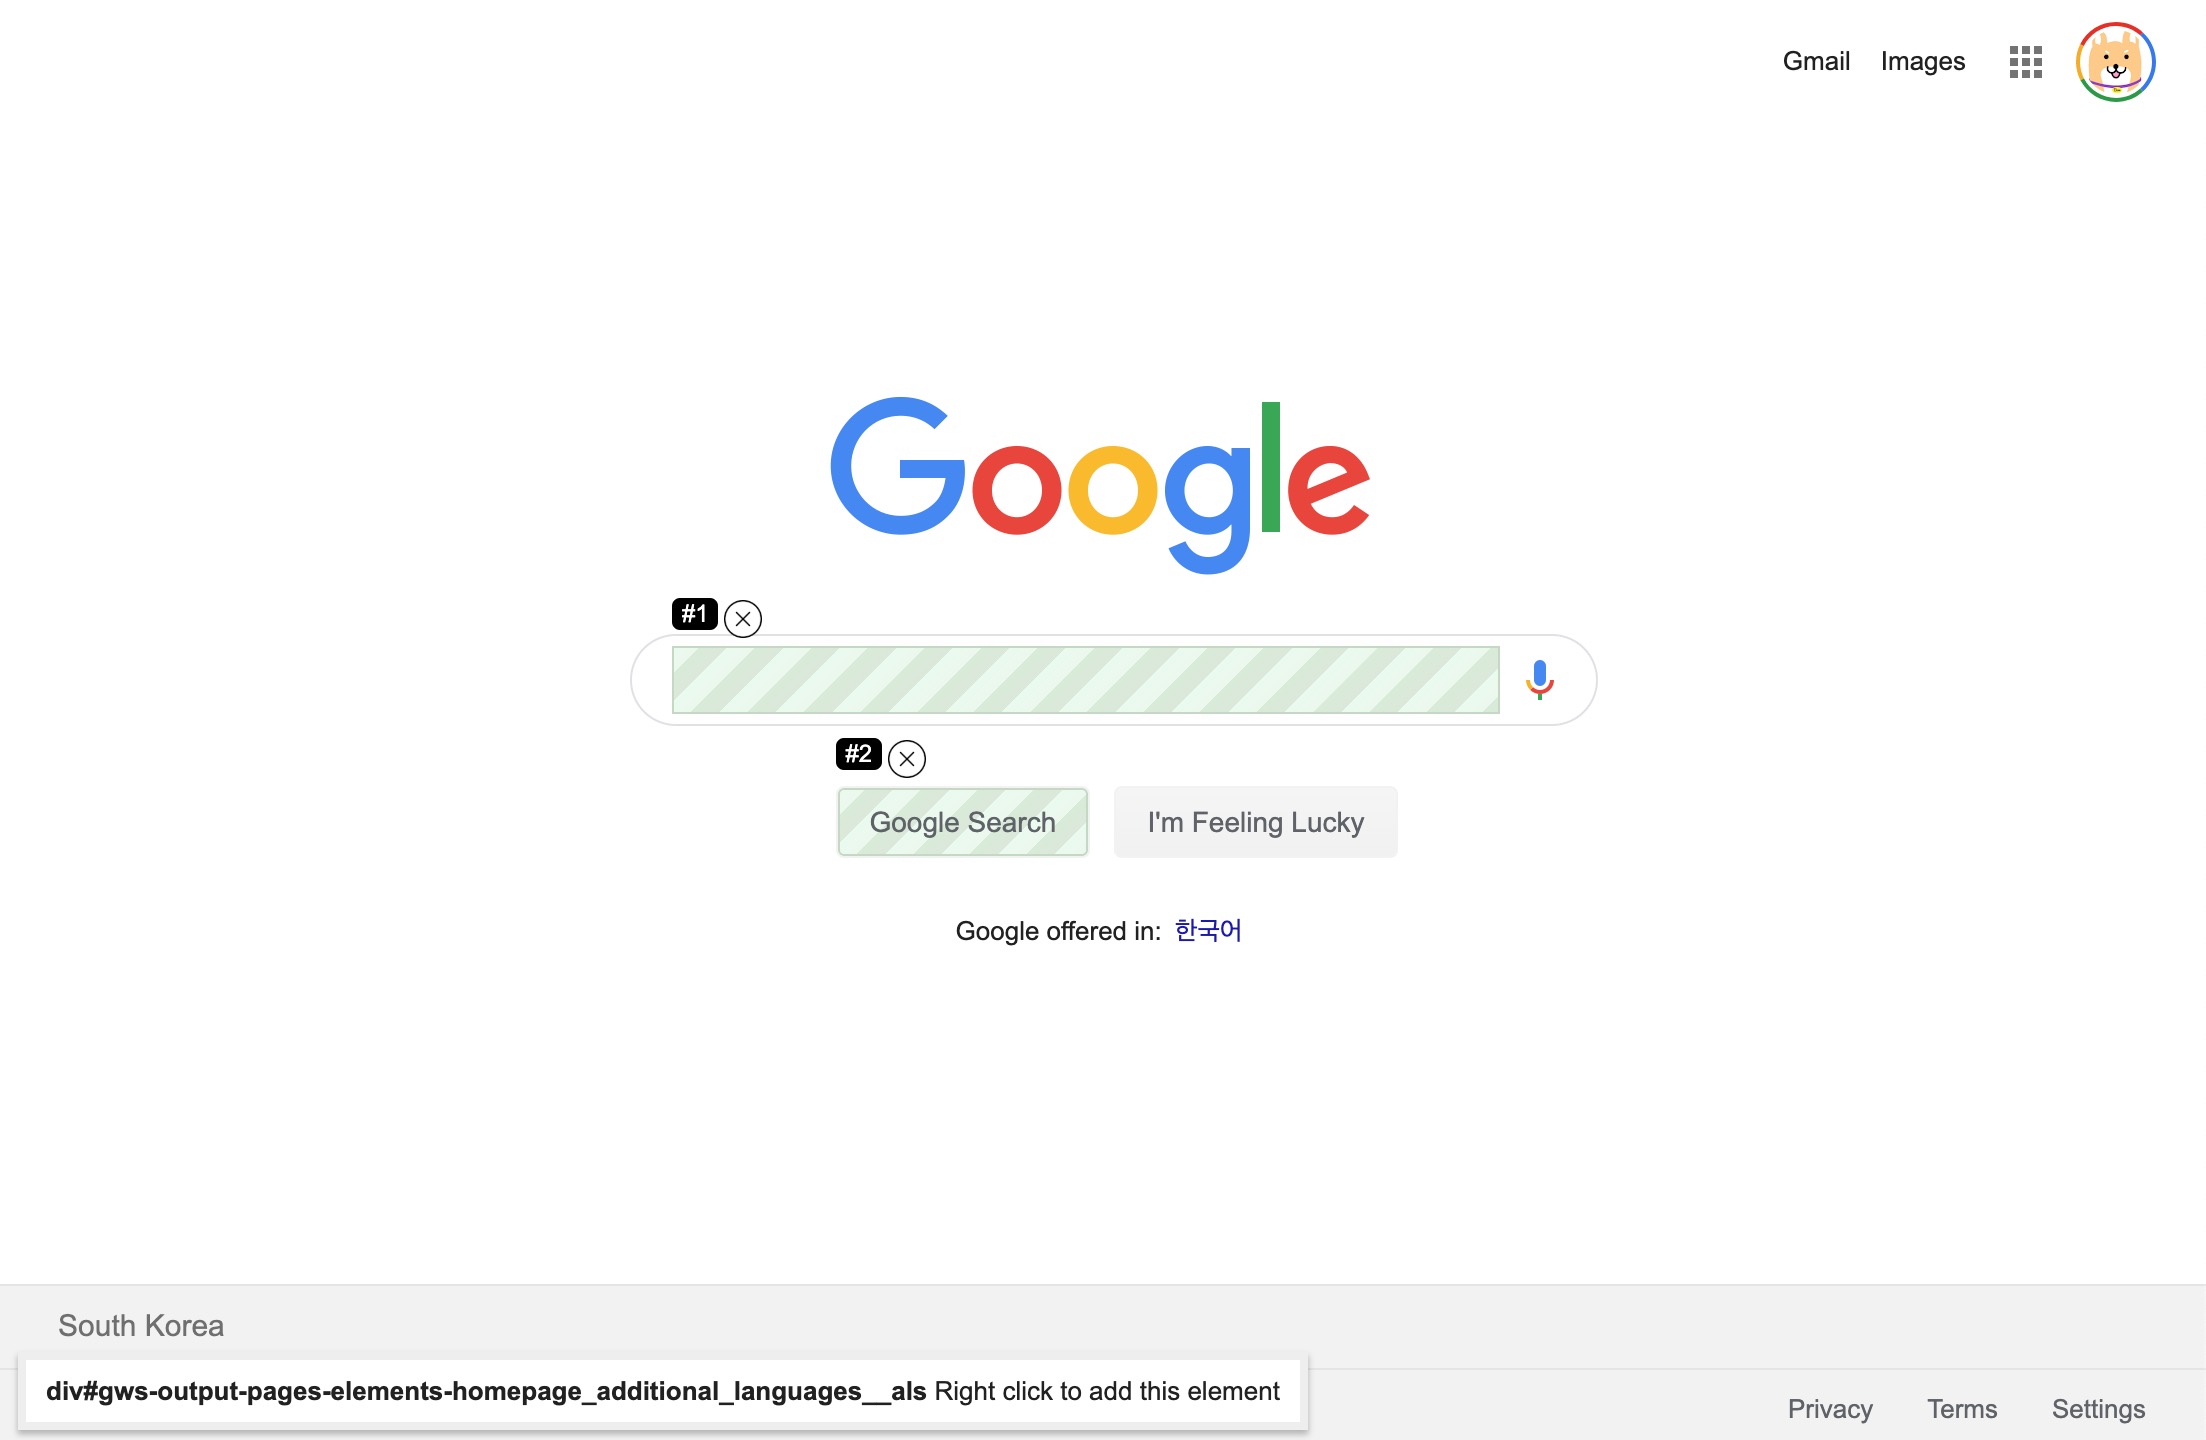 Gmail Images
Google
#1
#2
Google Search I'm Feeling Lucky
Google offered in: 한국어
South Korea
div#gws-output-pages-elements-homepage_additional_languages__als Right click to add this element
Privacy Terms Settings